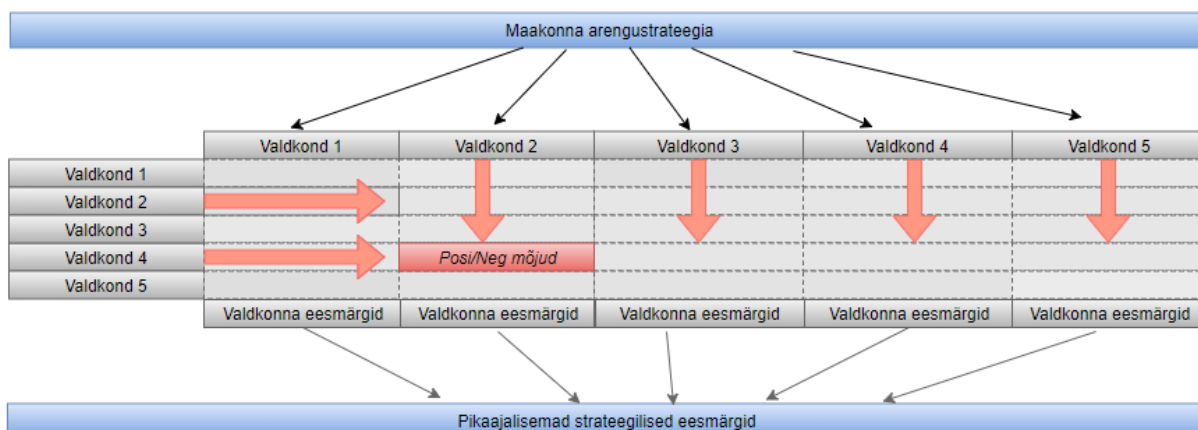 Maakonna arengustrateegia
Valdkond 1 Valdkond 2 Valdkond 3 Valdkond 4 Valdkond 5
Valdkond 1
Valdkond 2
Valdkond 3
Valdkond 4 Posi/Neg mõjud
Valdkond 5
Valdkonna eesmärgid Valdkonna eesmärgid Valdkonna eesmärgid Valdkonna eesmärgid Valdkonna eesmärgid
Pikaajalisemad strateegilised eesmärgid